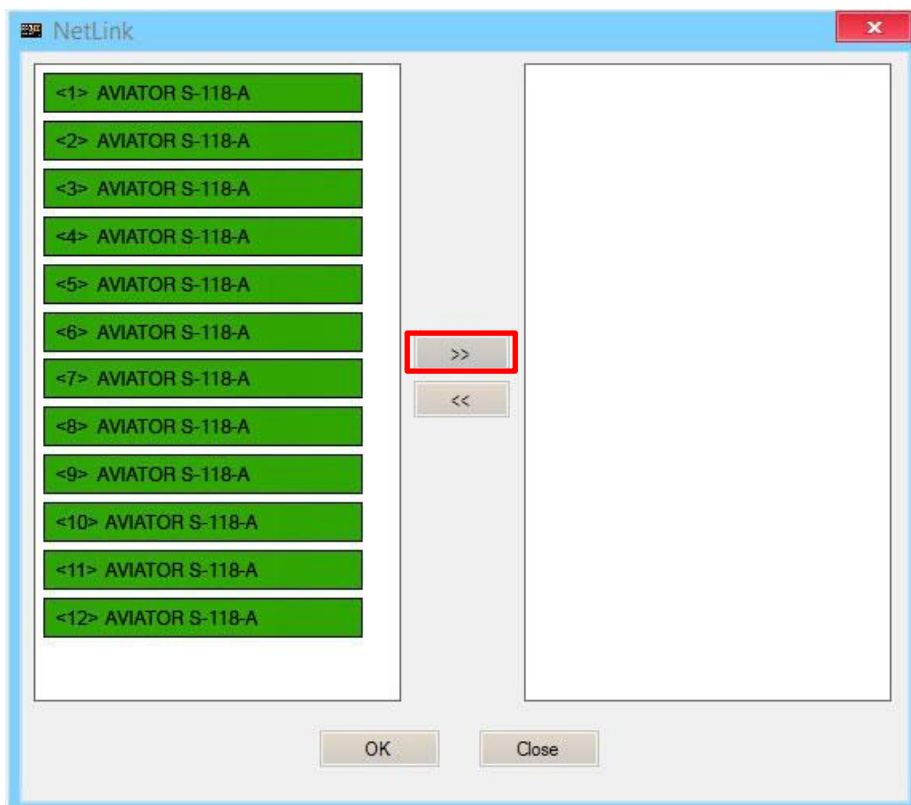 NetLink
x
<1> AVIATOR S-118-A
<2> AVIATOR S-118-A
<3> AVIATOR S-118-A
<4> AVIATOR S-118-A
<5> AVIATOR S-118-A
<6> AVIATOR S-118-A
<7> AVIATOR S-118-A
<8> AVIATOR S-118-A
<9> AVIATOR S-118-A
<10> AVIATOR S-118-A
<11> AVIATOR S-118-A
<12> AVIATOR S-118-A
>>
<<
OK
Close